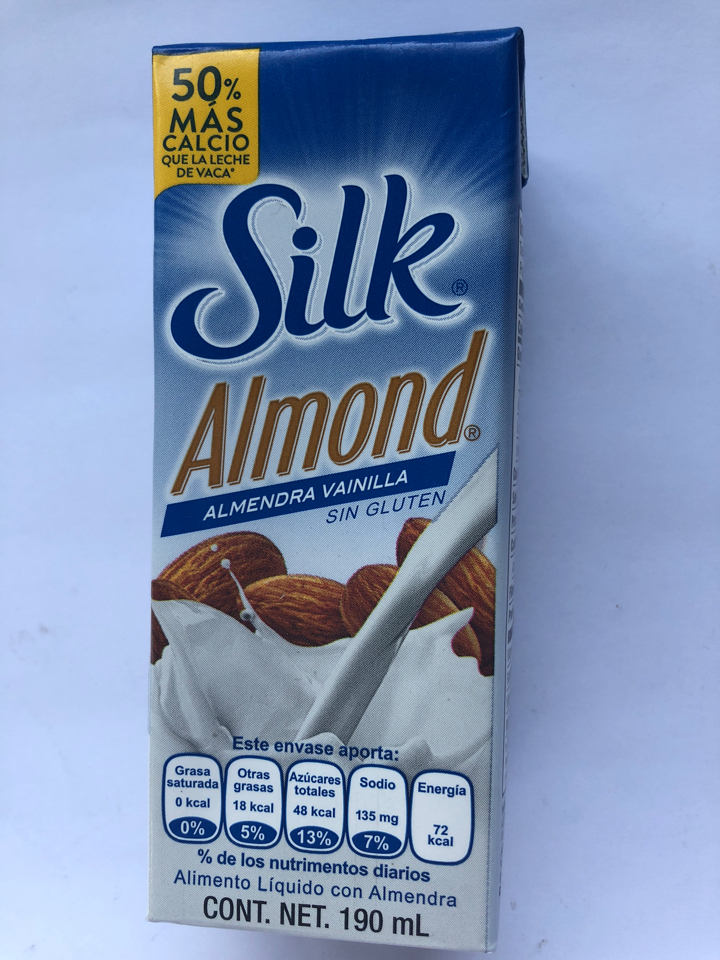 50%
MÁS
CALCIO
QUE LA LECHE
DE VACA*
Silk®
Almond®
ALMENDRA VAINILLA
SIN GLUTEN
Este envase aporta:
Grasa saturada 0 kcal 0%
Otras grasas 18 kcal 5%
Azúcares totales 48 kcal 13%
Sodio 135 mg 7%
Energía 72 kcal
% de los nutrimentos diarios
Alimento Líquido con Almendra
CONT. NET. 190 mL